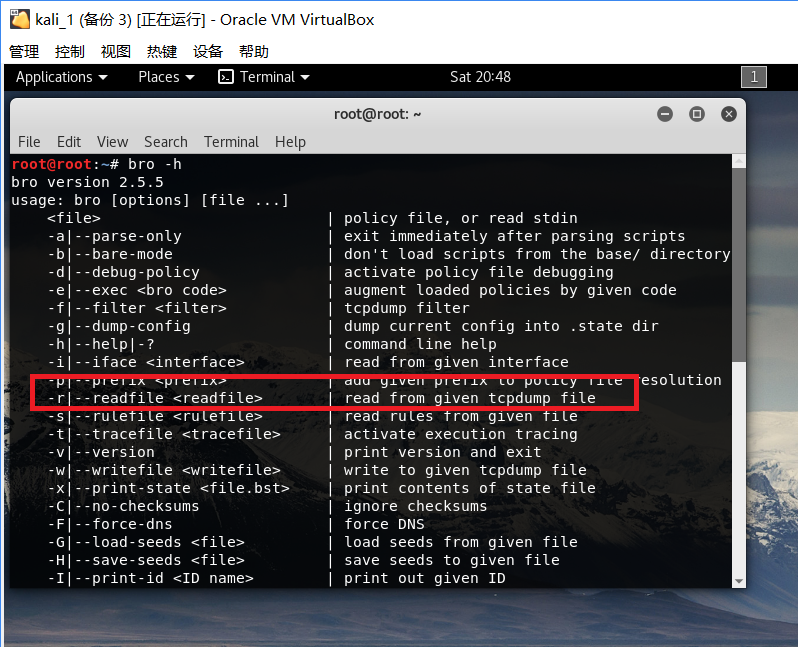 kali_1 (备份 3) [正在运行] - Oracle VM VirtualBox
管理 控制 视图 热键 设备 帮助
Applications Places Terminal Sat 20:48 1
root@root: ~
File Edit View Search Terminal Help
root@root:~# bro -h
bro version 2.5.5
usage: bro [options] [file ...]
<file> | policy file, or read stdin
-a|--parse-only | exit immediately after parsing scripts
-b|--bare-mode | don't load scripts from the base/ directory
-d|--debug-policy | activate policy file debugging
-e|--exec <bro code> | augment loaded policies by given code
-f|--filter <filter> | tcpdump filter
-g|--dump-config | dump current config into .state dir
-h|--help|-? | command line help
-i|--iface <interface> | read from given interface
-p|--prefix <prefix> | add given prefix to policy file resolution
-r|--readfile <readfile> | read from given tcpdump file
-s|--rulefile <rulefile> | read rules from given file
-t|--tracefile <tracefile> | activate execution tracing
-v|--version | print version and exit
-w|--writefile <writefile> | write to given tcpdump file
-x|--print-state <file.bst> | print contents of state file
-C|--no-checksums | ignore checksums
-F|--force-dns | force DNS
-G|--load-seeds <file> | load seeds from given file
-H|--save-seeds <file> | save seeds to given file
-I|--print-id <ID name> | print out given ID